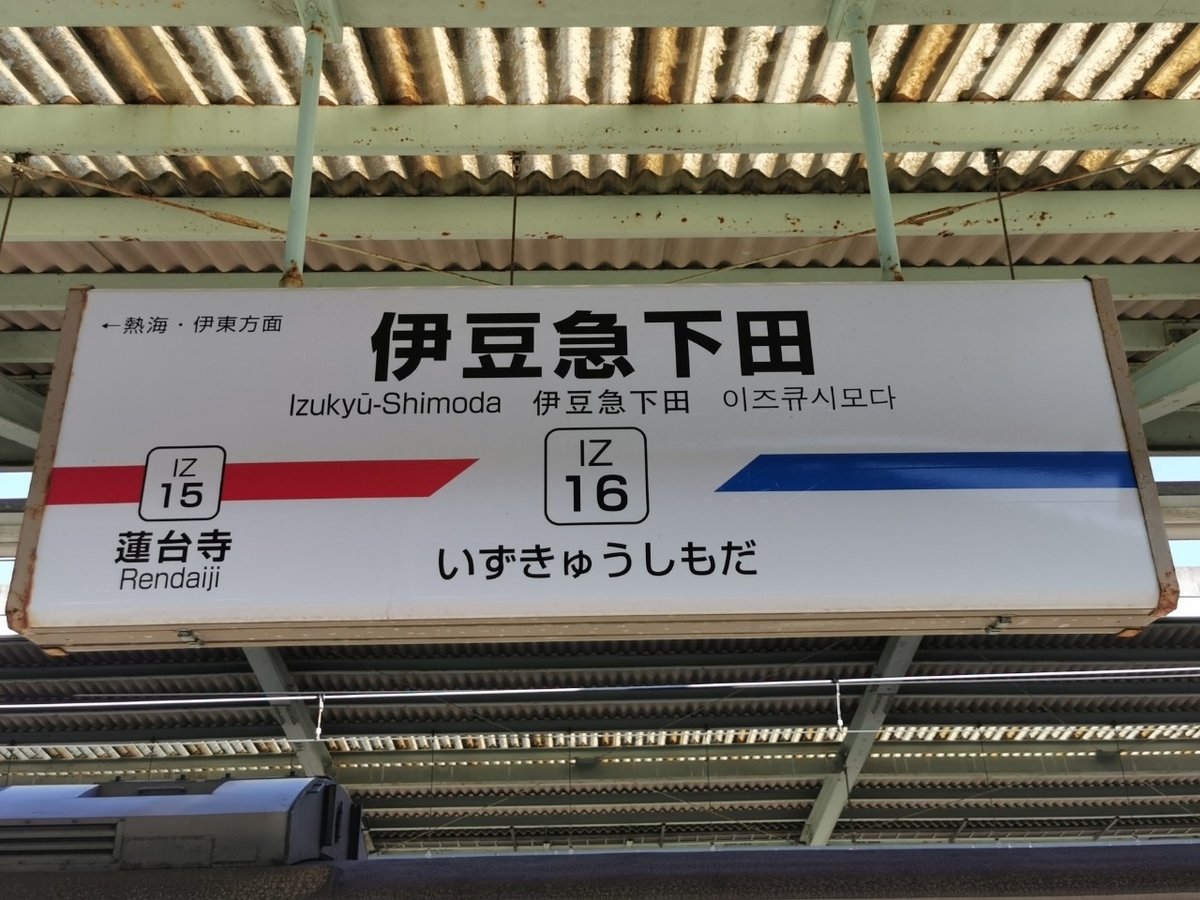 ←熱海・伊東方面
伊豆急下田
Izukyū-Shimoda 伊豆急下田 이즈큐시모다
IZ
15
IZ
16
蓮台寺
Rendaiji
いずきゅうしもだ